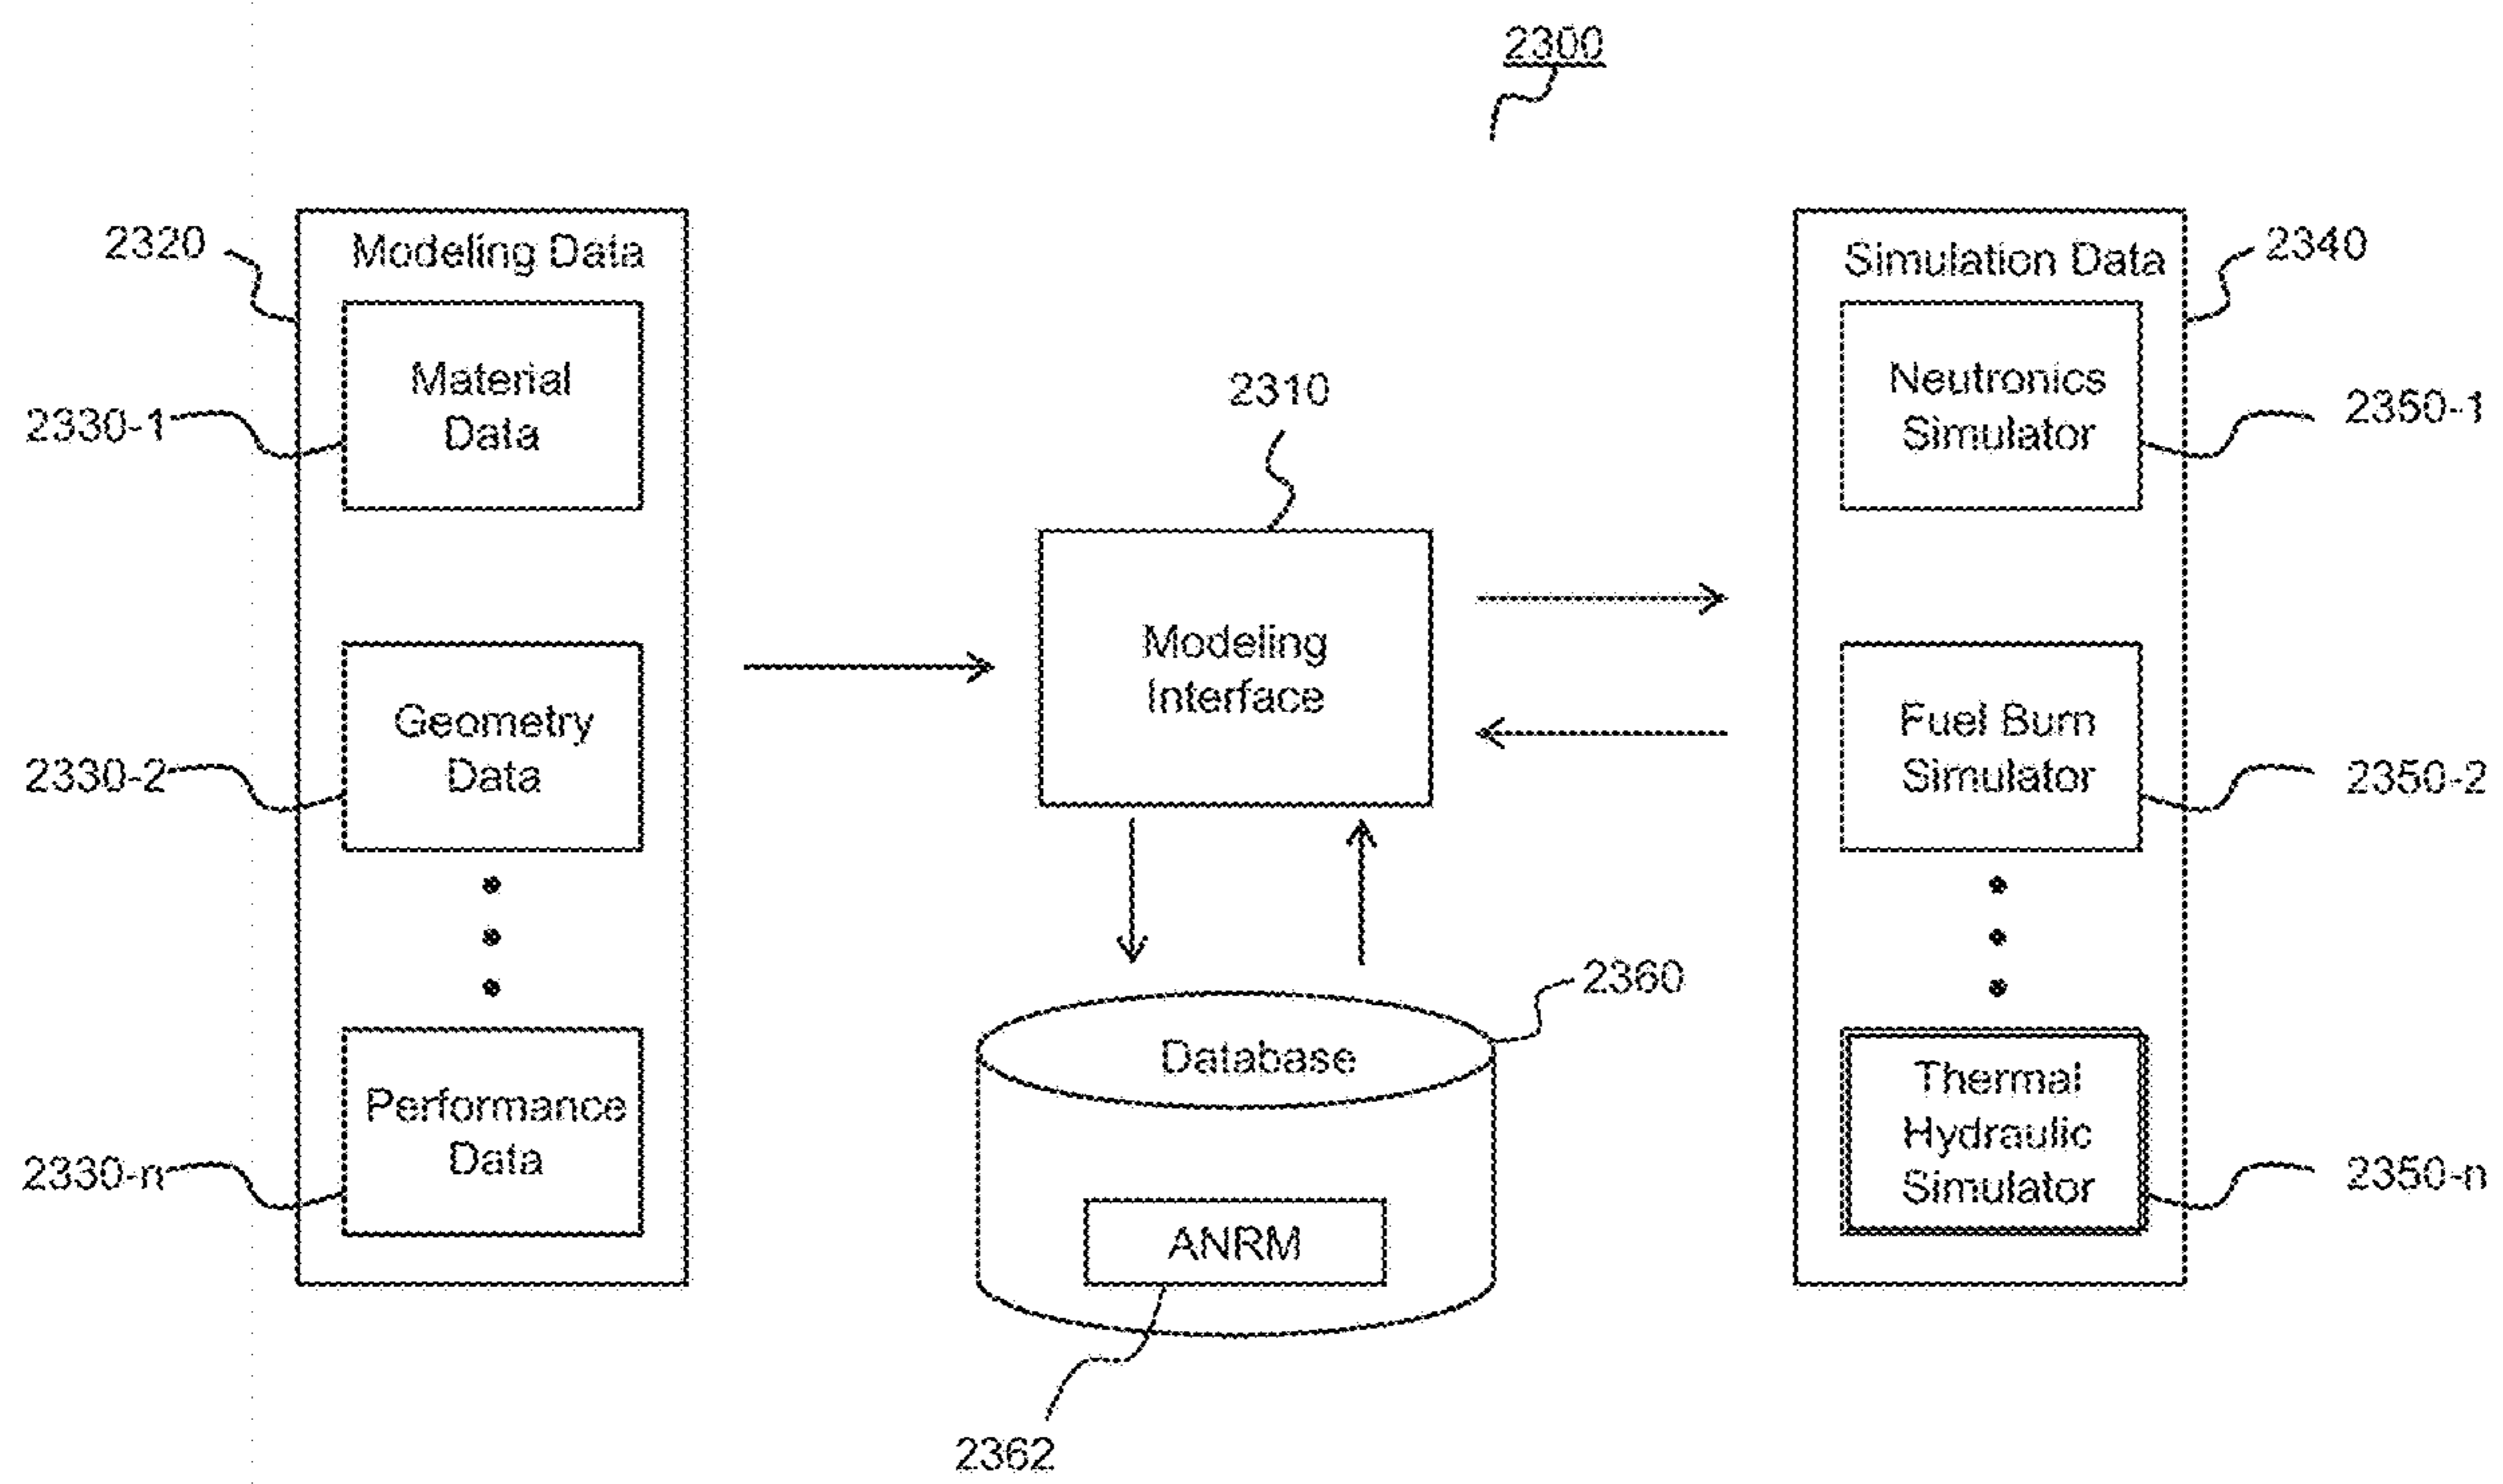 2300
2320
Modeling Data
Simulation Data
2340
Material
Data
2330-1
Neutronics
Simulator
2350-1
2310
Modeling
Interface
Geometry
Data
2330-2
Fuel Burn
Simulator
2350-2
2360
Database
Performance
Data
2330-n
Thermal
Hydraulic
Simulator
2350-n
ANRM
2362